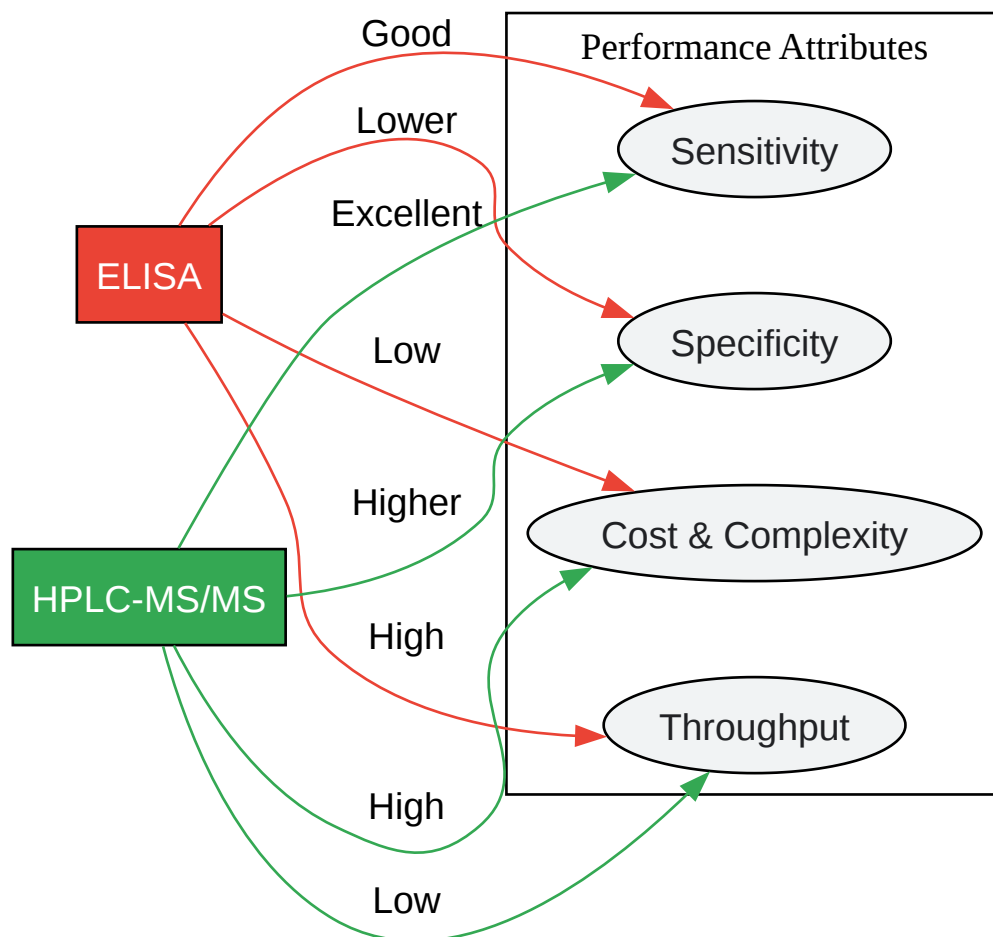 Good
Performance Attributes
Lower
Sensitivity
Excellent
ELISA
Specificity
Low
Higher
Cost & Complexity
HPLC-MS/MS
High
Throughput
High
Low